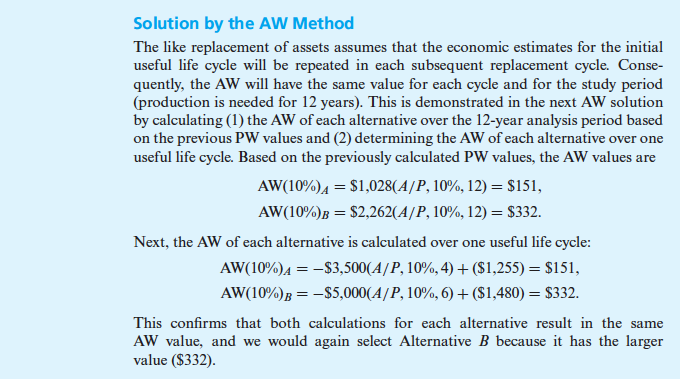 Solution by the AW Method
The like replacement of assets assumes that the economic estimates for the initial
useful life cycle will be repeated in each subsequent replacement cycle. Conse-
quently, the AW will have the same value for each cycle and for the study period
(production is needed for 12 years). This is demonstrated in the next AW solution
by calculating (1) the AW of each alternative over the 12-year analysis period based
on the previous PW values and (2) determining the AW of each alternative over one
useful life cycle. Based on the previously calculated PW values, the AW values are
AW(10%)A = $1,028(A/P, 10%, 12) = $151,
AW(10%)B = $2,262(A/P, 10%, 12) = $332.
Next, the AW of each alternative is calculated over one useful life cycle:
AW(10%)A = −$3,500(A/P, 10%, 4) + ($1,255) = $151,
AW(10%)B = −$5,000(A/P, 10%, 6) + ($1,480) = $332.
This confirms that both calculations for each alternative result in the same
AW value, and we would again select Alternative B because it has the larger
value ($332).